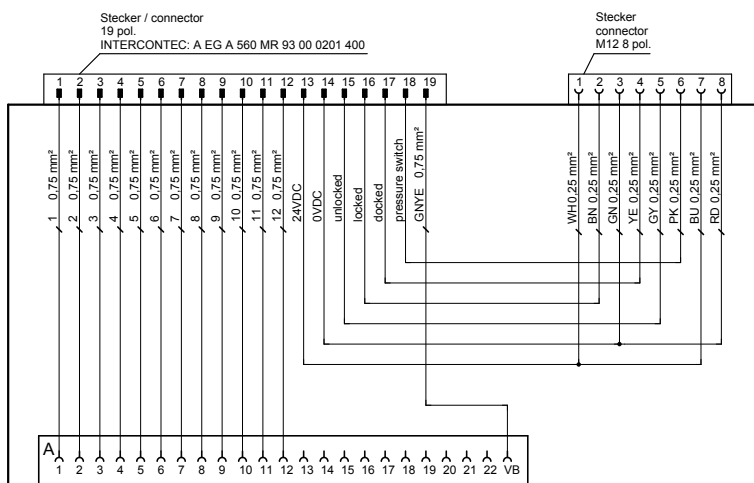 Stecker / connector
19 pol.
INTERCONTEC: A EG A 560 MR 93 00 0201 400
Stecker
connector
M12 8 pol.
1 2 3 4 5 6 7 8 9 10 11 12 13 14 15 16 17 18 19
1 2 3 4 5 6 7 8
1 0,75 mm²
2 0,75 mm²
3 0,75 mm²
4 0,75 mm²
5 0,75 mm²
6 0,75 mm²
7 0,75 mm²
8 0,75 mm²
9 0,75 mm²
10 0,75 mm²
11 0,75 mm²
12 0,75 mm²
24VDC
0VDC
unlocked
locked
docked
pressure switch
GNYE 0,75 mm²
WH0,25 mm²
BN 0,25 mm²
GN 0,25 mm²
YE 0,25 mm²
GY 0,25 mm²
PK 0,25 mm²
BU 0,25 mm²
RD 0,25 mm²
A
1 2 3 4 5 6 7 8 9 10 11 12 13 14 15 16 17 18 19 20 21 22 VB